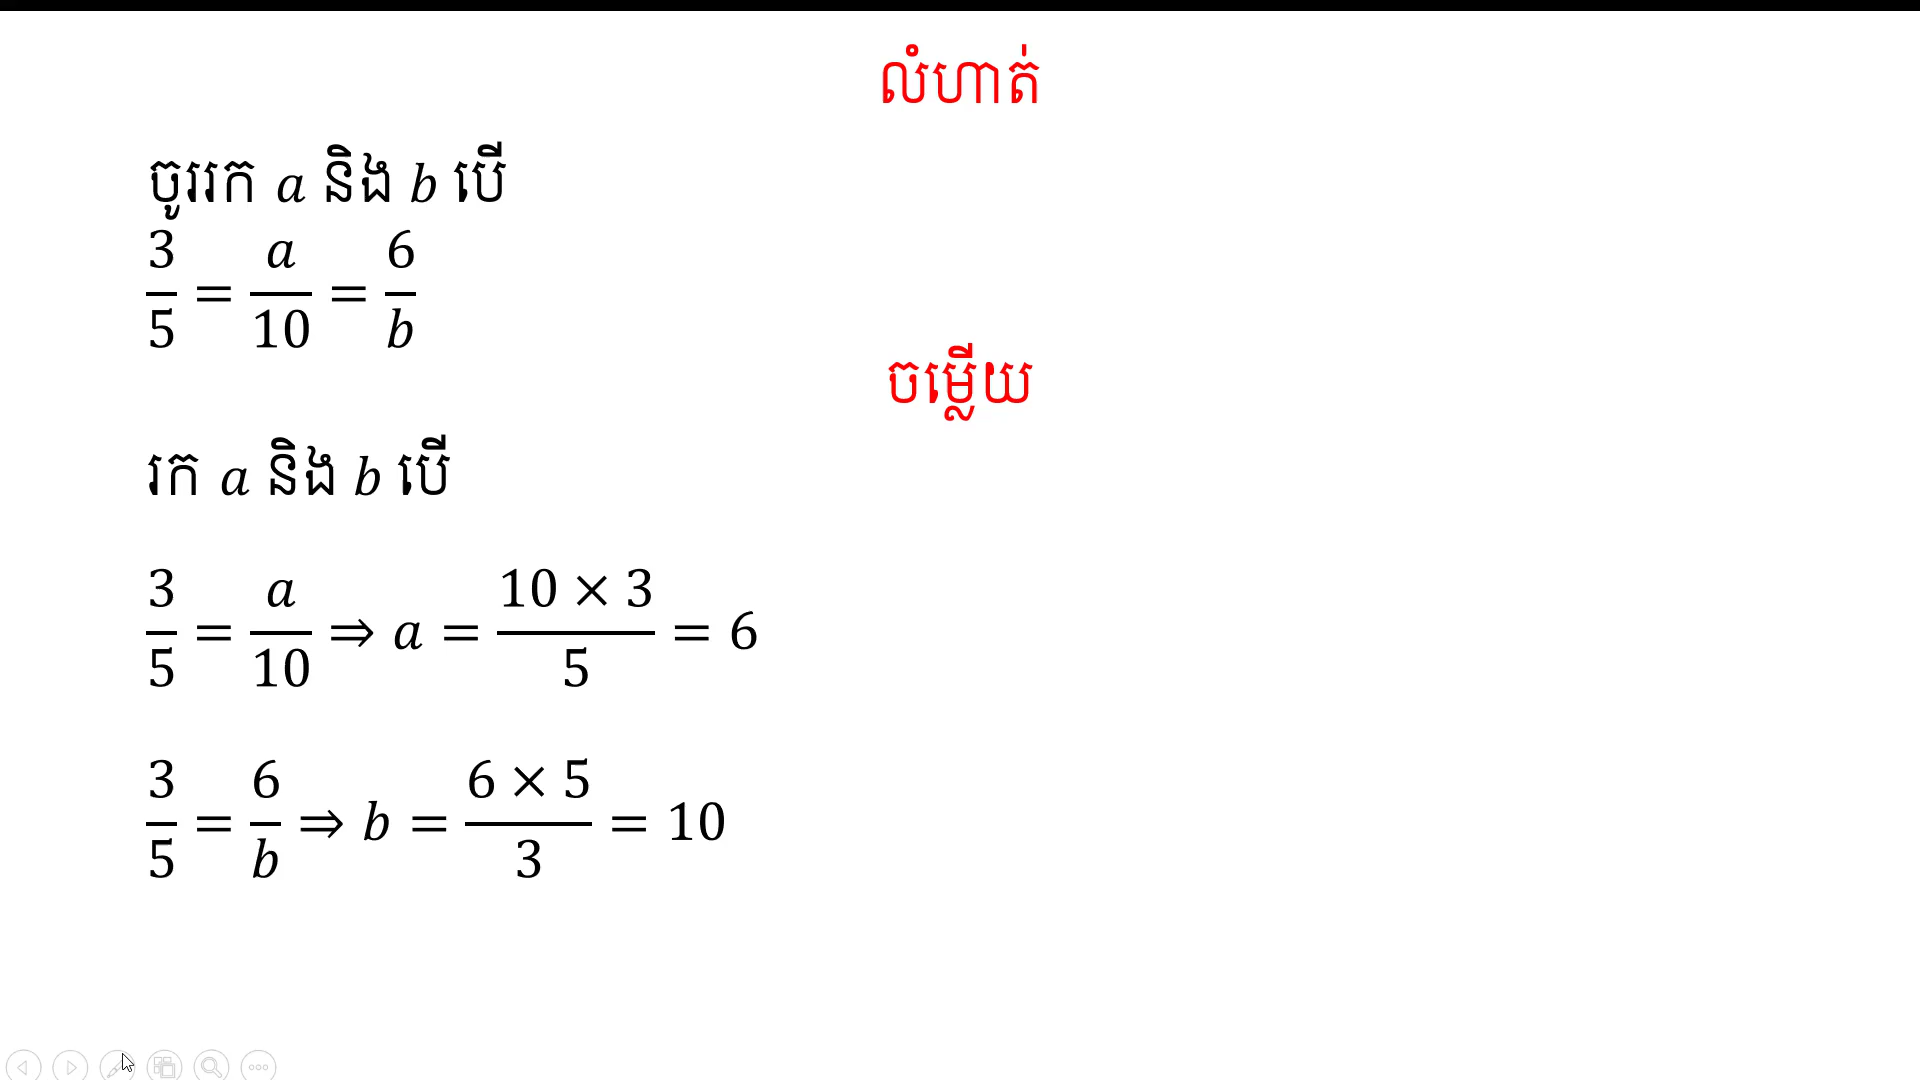 លំហាត់
ចូររក a និង b បើ
3/5 = a/10 = 6/b
ចម្លើយ
រក a និង b បើ
3/5 = a/10 ⇒ a = (10 × 3)/5 = 6
3/5 = 6/b ⇒ b = (6 × 5)/3 = 10